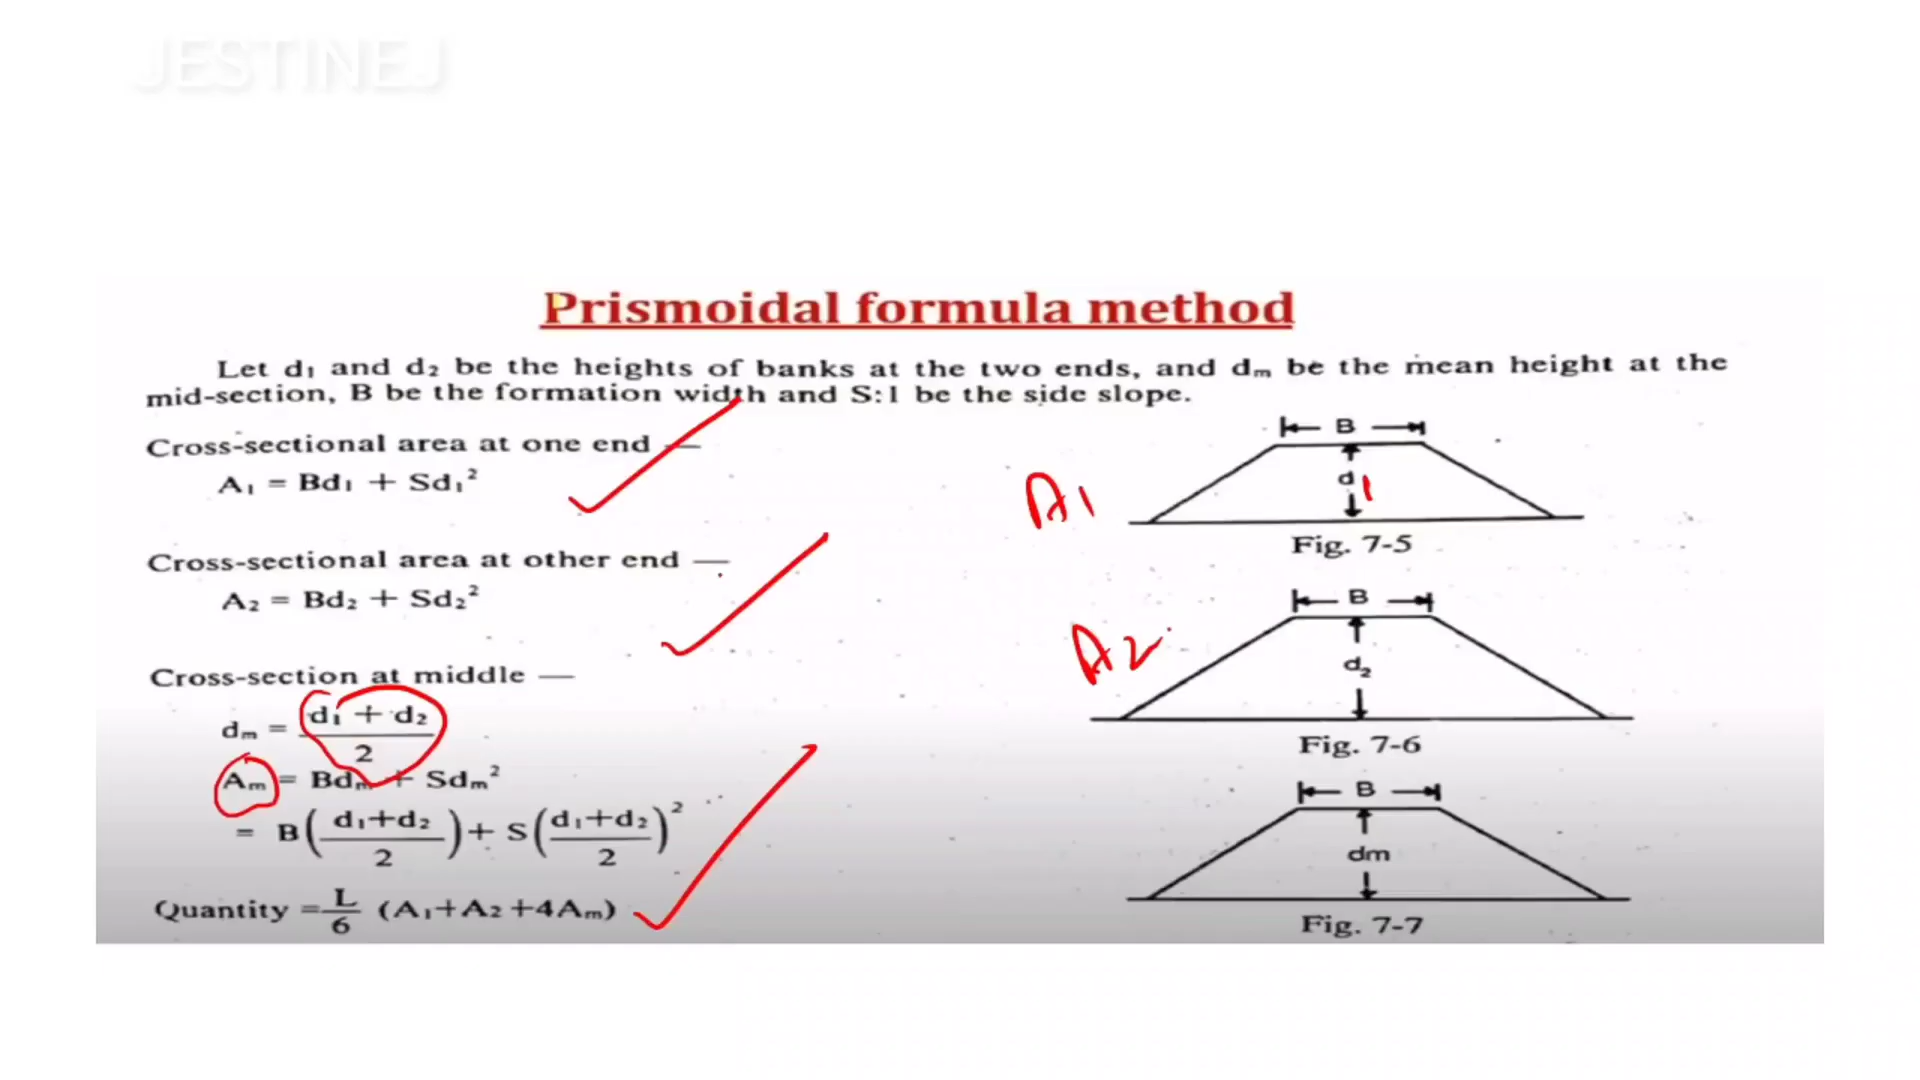 JESTINEJ
Prismoidal formula method
Let d₁ and d₂ be the heights of banks at the two ends, and dₘ be the mean height at the
mid-section, B be the formation width and S:1 be the side slope.
Cross-sectional area at one end —
A₁ = Bd₁ + Sd₁²
Cross-sectional area at other end —
A₂ = Bd₂ + Sd₂²
Cross-section at middle —
dₘ = (d₁ + d₂)/2
Aₘ = Bdₘ + Sdₘ²
= B((d₁+d₂)/2) + S((d₁+d₂)/2)²
Quantity = L/6 (A₁+A₂+4Aₘ)
B
A1
d1
Fig. 7-5
B
A2
d₂
Fig. 7-6
B
dm
Fig. 7-7